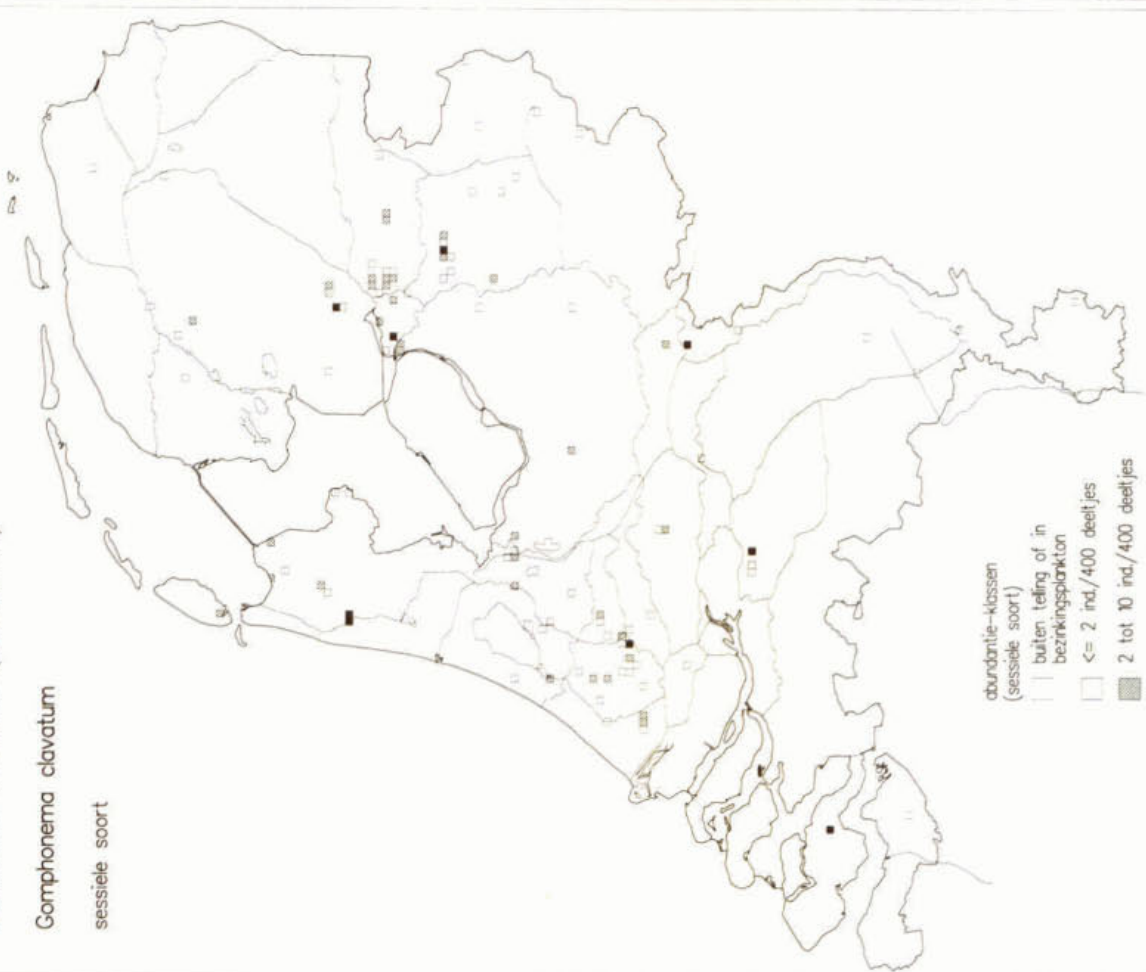 Gomphonema clavatum
sessiele soort
abundantie-klassen
(sessiele soort)
buiten telling of in
bezinkingsplankton
<= 2 ind./400 deeltjes
2 tot 10 ind./400 deeltjes